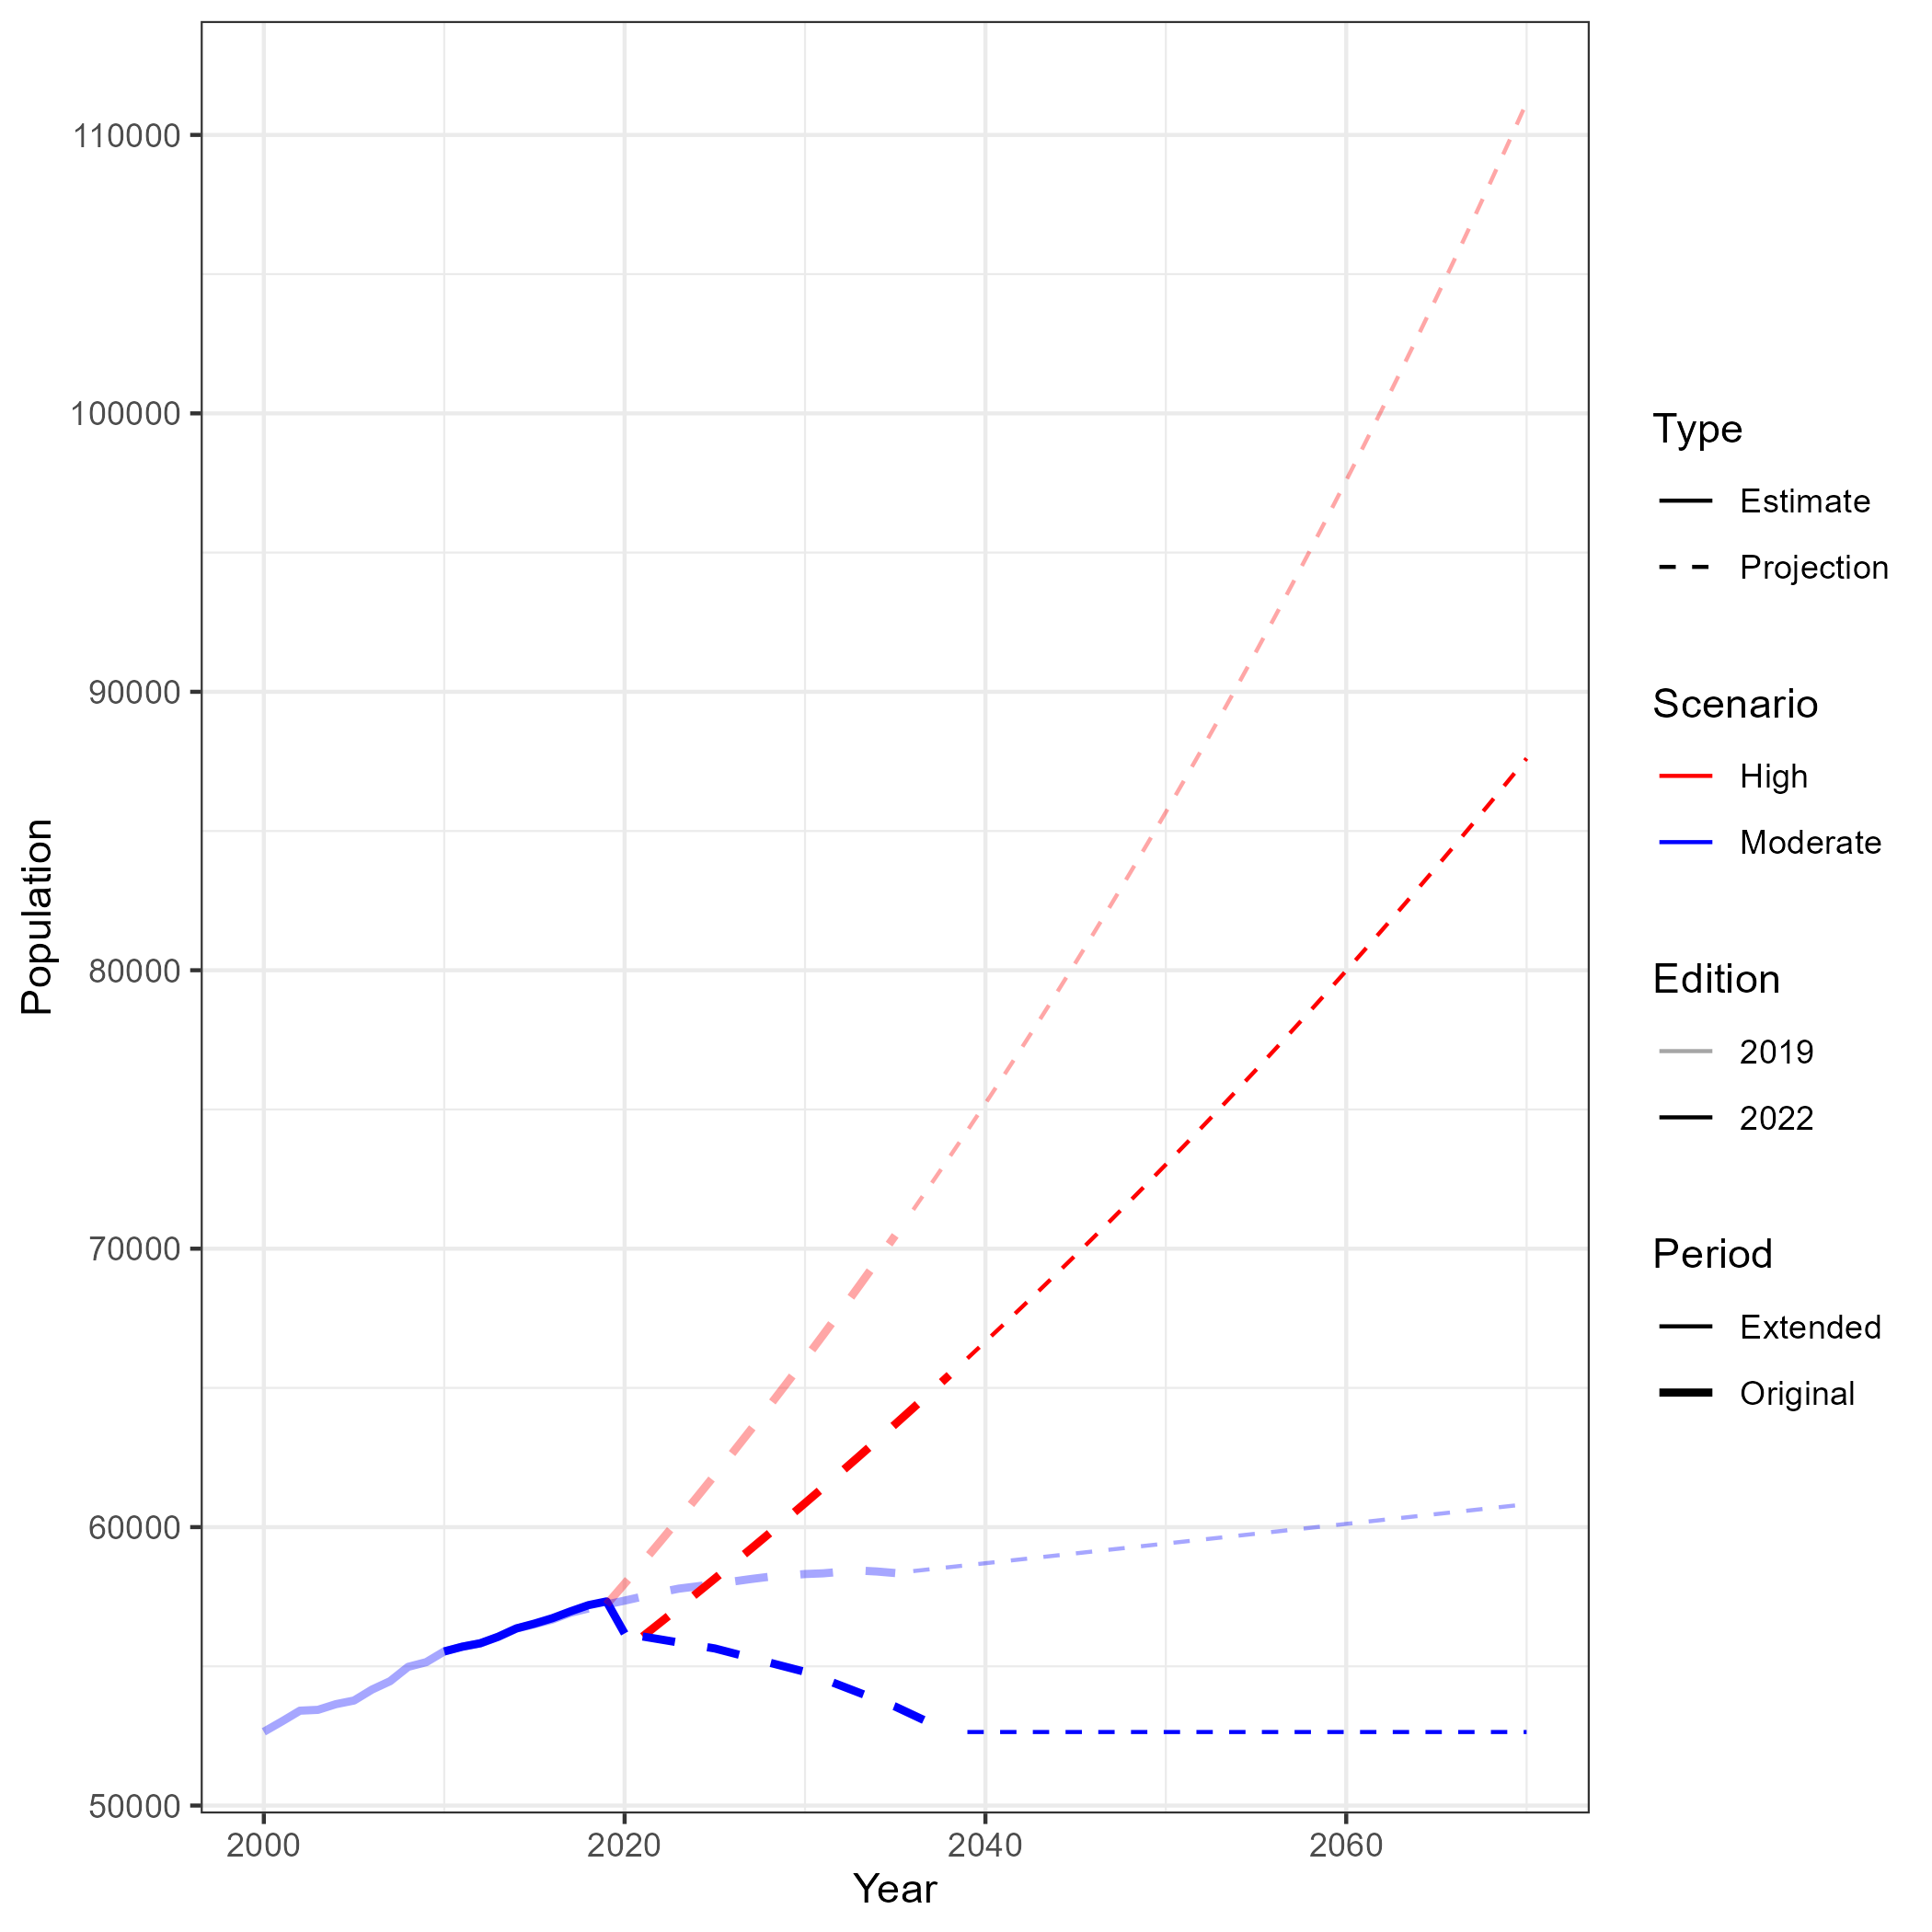 110000
100000
90000
80000
70000
60000
50000
2000 2020 2040 2060
Year
Population
Type
Estimate
Projection
Scenario
High
Moderate
Edition
2019
2022
Period
Extended
Original